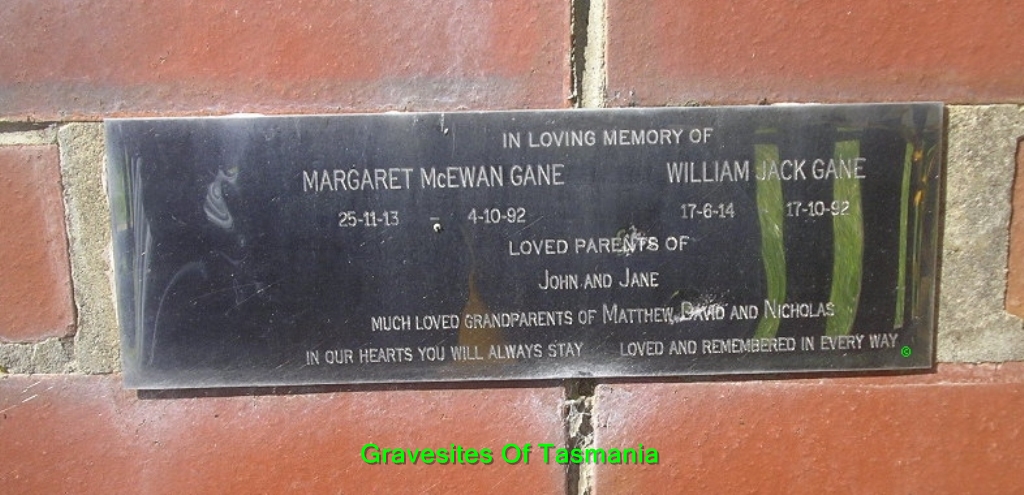 IN LOVING MEMORY OF
MARGARET McEWAN GANE WILLIAM JACK GANE
25-11-13 – 4-10-92 17-6-14 17-10-92
LOVED PARENTS OF
JOHN AND JANE
MUCH LOVED GRANDPARENTS OF MATTHEW, DAVID AND NICHOLAS
IN OUR HEARTS YOU WILL ALWAYS STAY LOVED AND REMEMBERED IN EVERY WAY
©
Gravesites Of Tasmania